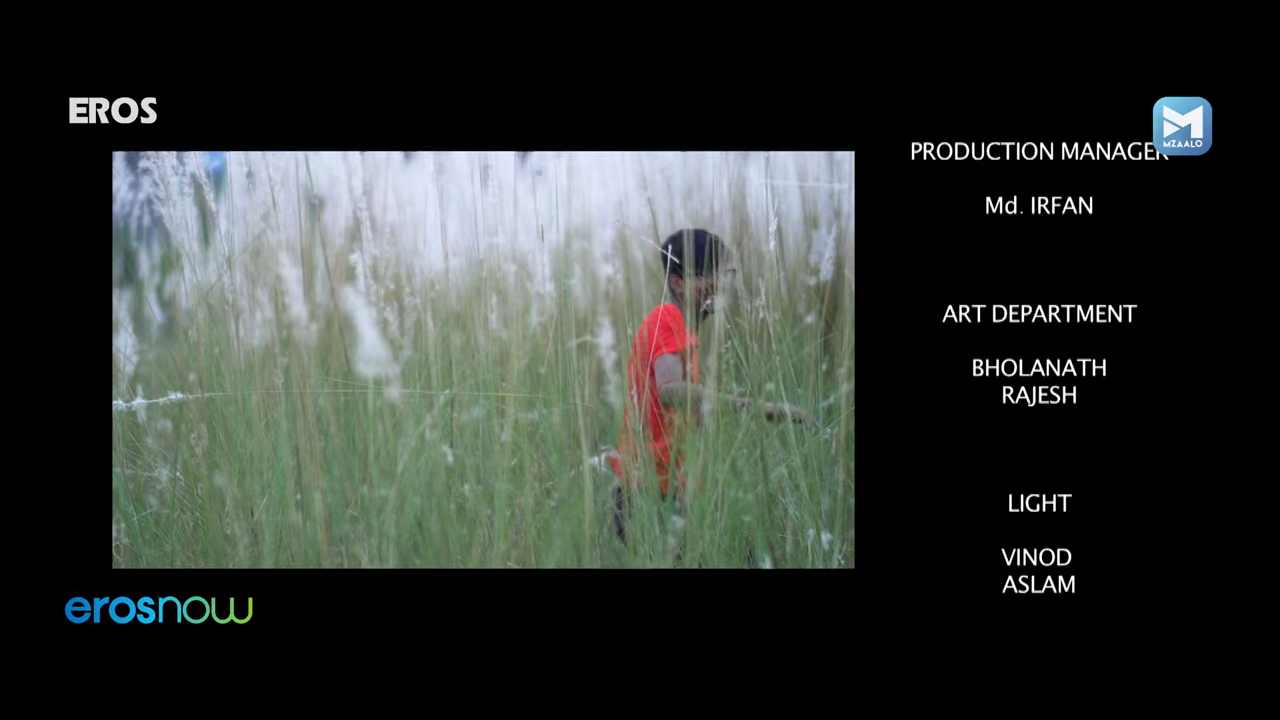 EROS
MZAALO
PRODUCTION MANAGER
Md. IRFAN
ART DEPARTMENT
BHOLANATH
RAJESH
LIGHT
VINOD
ASLAM
erosnow